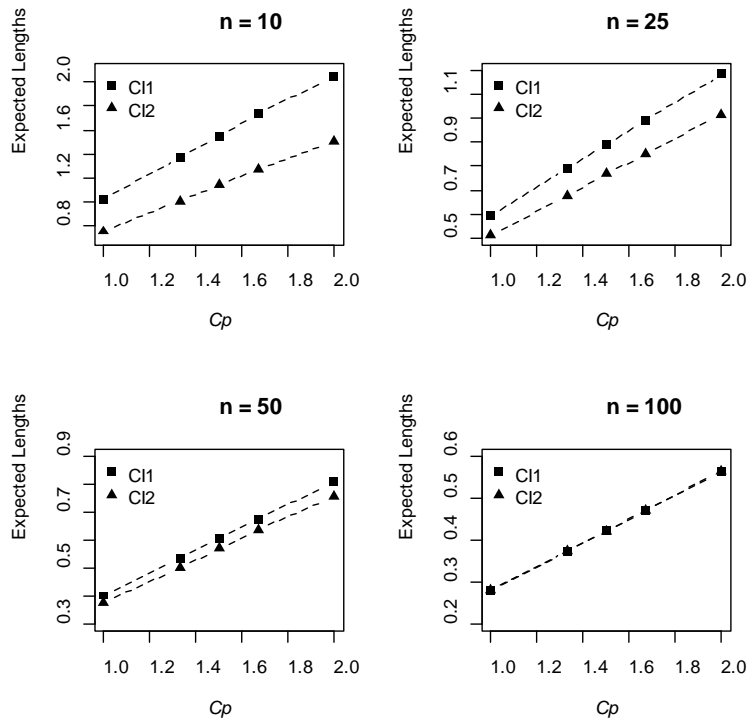 n = 10
Expected Lengths
2.0
1.6
1.2
0.8
CI1
CI2
1.0 1.2 1.4 1.6 1.8 2.0
Cp
n = 25
Expected Lengths
1.1
0.9
0.7
0.5
CI1
CI2
1.0 1.2 1.4 1.6 1.8 2.0
Cp
n = 50
Expected Lengths
0.9
0.7
0.5
0.3
CI1
CI2
1.0 1.2 1.4 1.6 1.8 2.0
Cp
n = 100
Expected Lengths
0.6
0.5
0.4
0.3
0.2
CI1
CI2
1.0 1.2 1.4 1.6 1.8 2.0
Cp